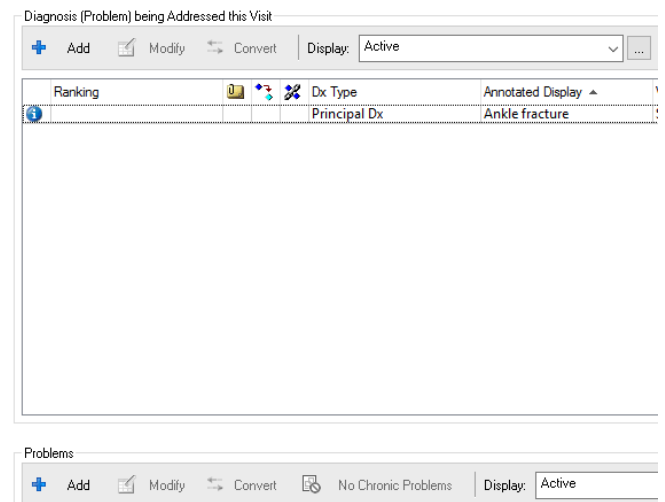 Diagnosis (Problem) being Addressed this Visit
Add Modify Convert Display: Active ...
Ranking Dx Type Annotated Display
Principal Dx Ankle fracture
Problems
Add Modify Convert No Chronic Problems Display: Active